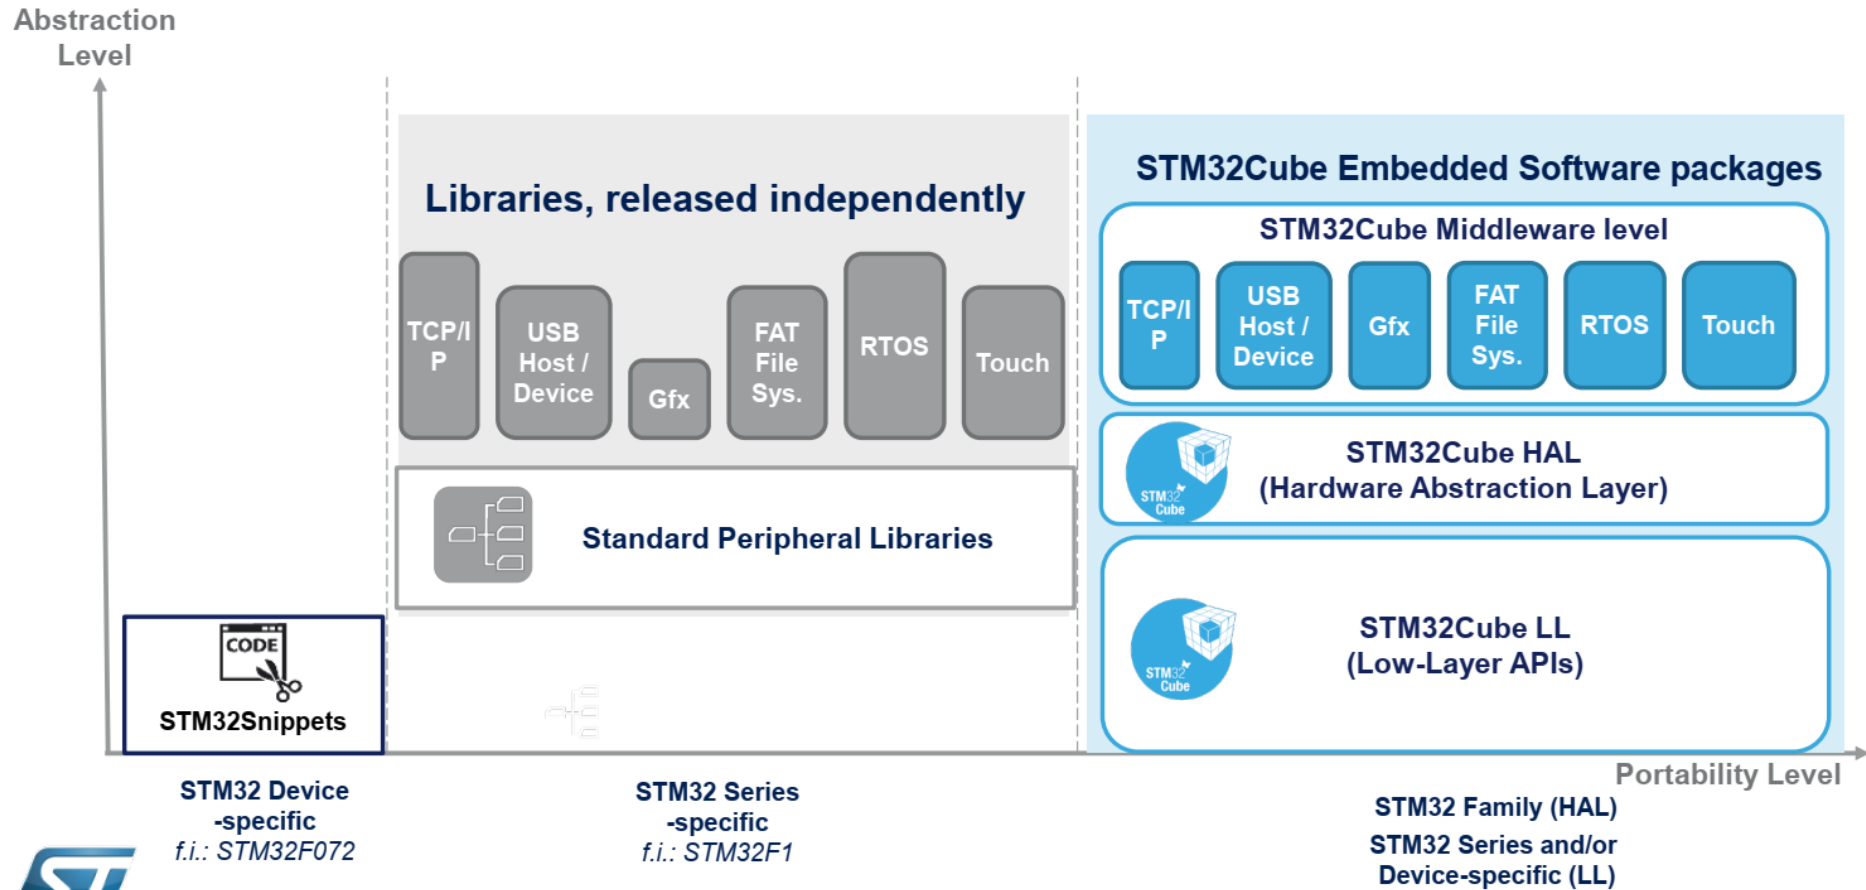 Abstraction
Level
Libraries, released independently
TCP/I
P
USB
Host /
Device
Gfx
FAT
File
Sys.
RTOS
Touch
Standard Peripheral Libraries
CODE
STM32Snippets
STM32Cube Embedded Software packages
STM32Cube Middleware level
TCP/I
P
USB
Host /
Device
Gfx
FAT
File
Sys.
RTOS
Touch
STM32
Cube
STM32Cube HAL
(Hardware Abstraction Layer)
STM32
Cube
STM32Cube LL
(Low-Layer APIs)
Portability Level
STM32 Device
-specific
f.i.: STM32F072
STM32 Series
-specific
f.i.: STM32F1
STM32 Family (HAL)
STM32 Series and/or
Device-specific (LL)
ST